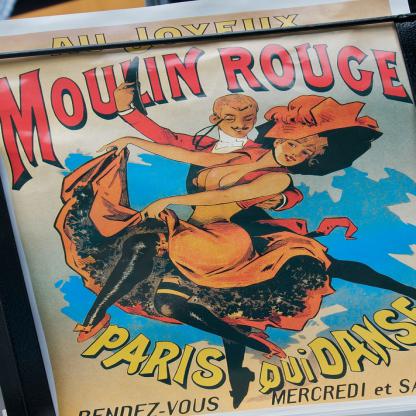 AU JOYEUX
MOULIN ROUGE
PARIS QUI DANSE
RENDEZ-VOUS MERCREDI et SA